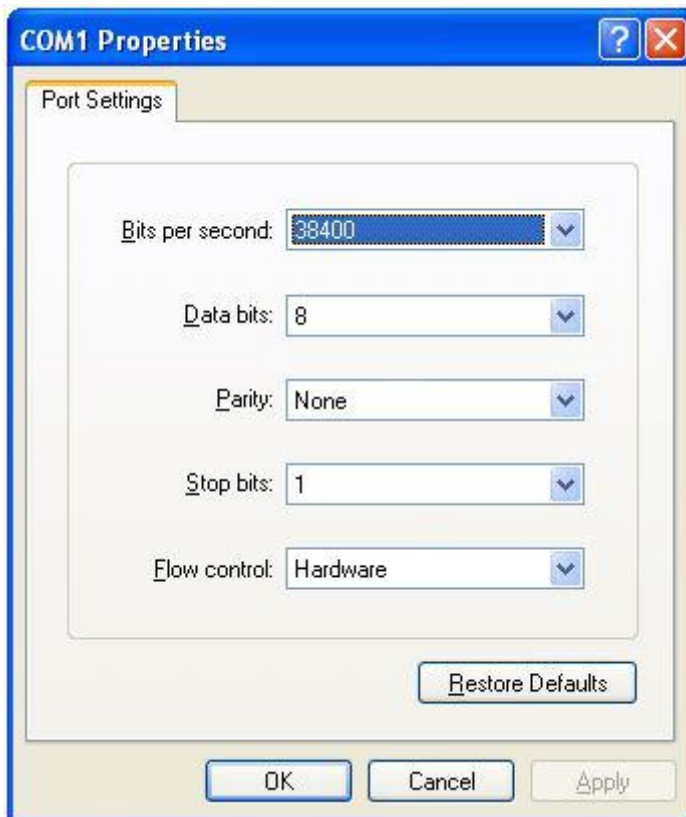 COM1 Properties
Port Settings
Bits per second: 38400
Data bits: 8
Parity: None
Stop bits: 1
Flow control: Hardware
Restore Defaults
OK Cancel Apply